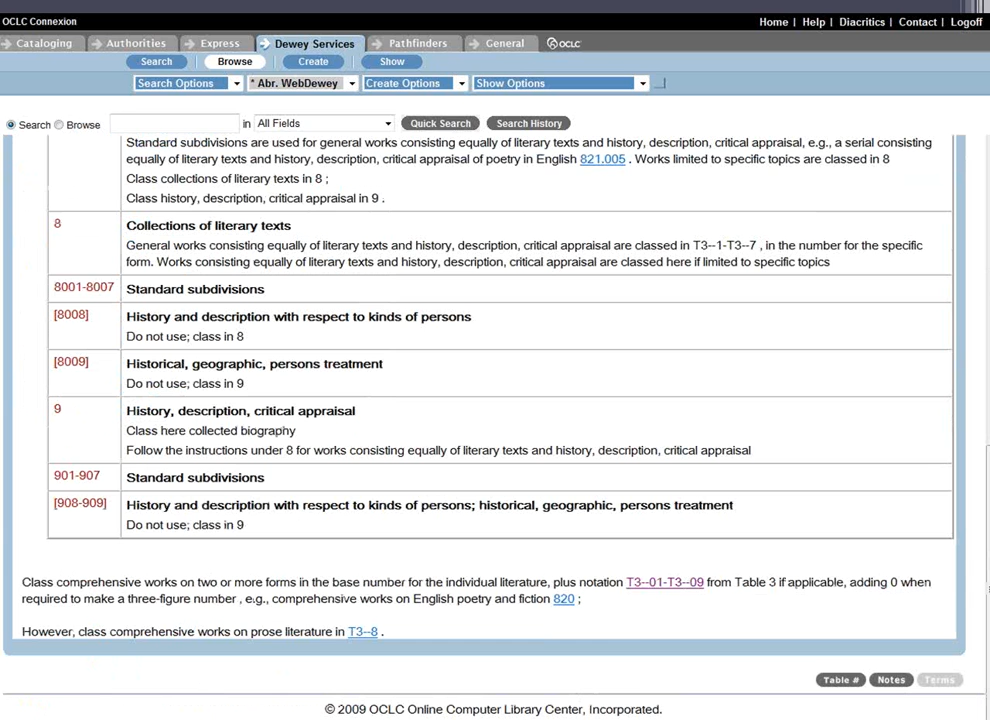 OCLC Connexion
Home | Help | Diacritics | Contact | Logoff
Cataloging Authorities Express Dewey Services Pathfinders General OCLC
Search Browse Create Show
Search Options * Abr. WebDewey Create Options Show Options
Search Browse in All Fields Quick Search Search History
Standard subdivisions are used for general works consisting equally of literary texts and history, description, critical appraisal, e.g., a serial consisting
equally of literary texts and history, description, critical appraisal of poetry in English 821.005 . Works limited to specific topics are classed in 8
Class collections of literary texts in 8 ;
Class history, description, critical appraisal in 9 .
8 Collections of literary texts
General works consisting equally of literary texts and history, description, critical appraisal are classed in T3--1-T3--7 , in the number for the specific
form. Works consisting equally of literary texts and history, description, critical appraisal are classed here if limited to specific topics
8001-8007 Standard subdivisions
[8008] History and description with respect to kinds of persons
Do not use; class in 8
[8009] Historical, geographic, persons treatment
Do not use; class in 9
9 History, description, critical appraisal
Class here collected biography
Follow the instructions under 8 for works consisting equally of literary texts and history, description, critical appraisal
901-907 Standard subdivisions
[908-909] History and description with respect to kinds of persons; historical, geographic, persons treatment
Do not use; class in 9
Class comprehensive works on two or more forms in the base number for the individual literature, plus notation T3--01-T3--09 from Table 3 if applicable, adding 0 when
required to make a three-figure number , e.g., comprehensive works on English poetry and fiction 820 ;
However, class comprehensive works on prose literature in T3--8 .
Table # Notes Terms
© 2009 OCLC Online Computer Library Center, Incorporated.